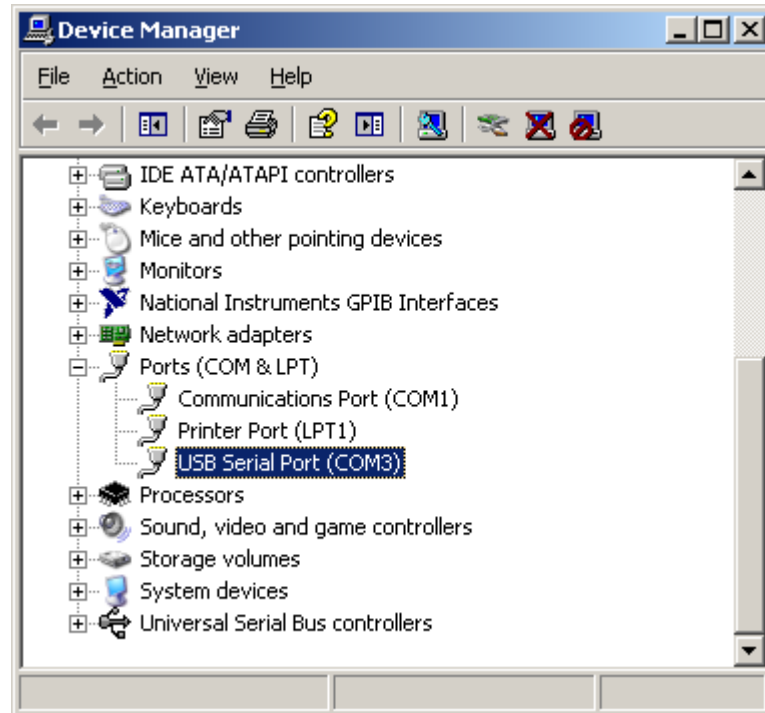 Device Manager
File Action View Help
IDE ATA/ATAPI controllers
Keyboards
Mice and other pointing devices
Monitors
National Instruments GPIB Interfaces
Network adapters
Ports (COM & LPT)
Communications Port (COM1)
Printer Port (LPT1)
USB Serial Port (COM3)
Processors
Sound, video and game controllers
Storage volumes
System devices
Universal Serial Bus controllers